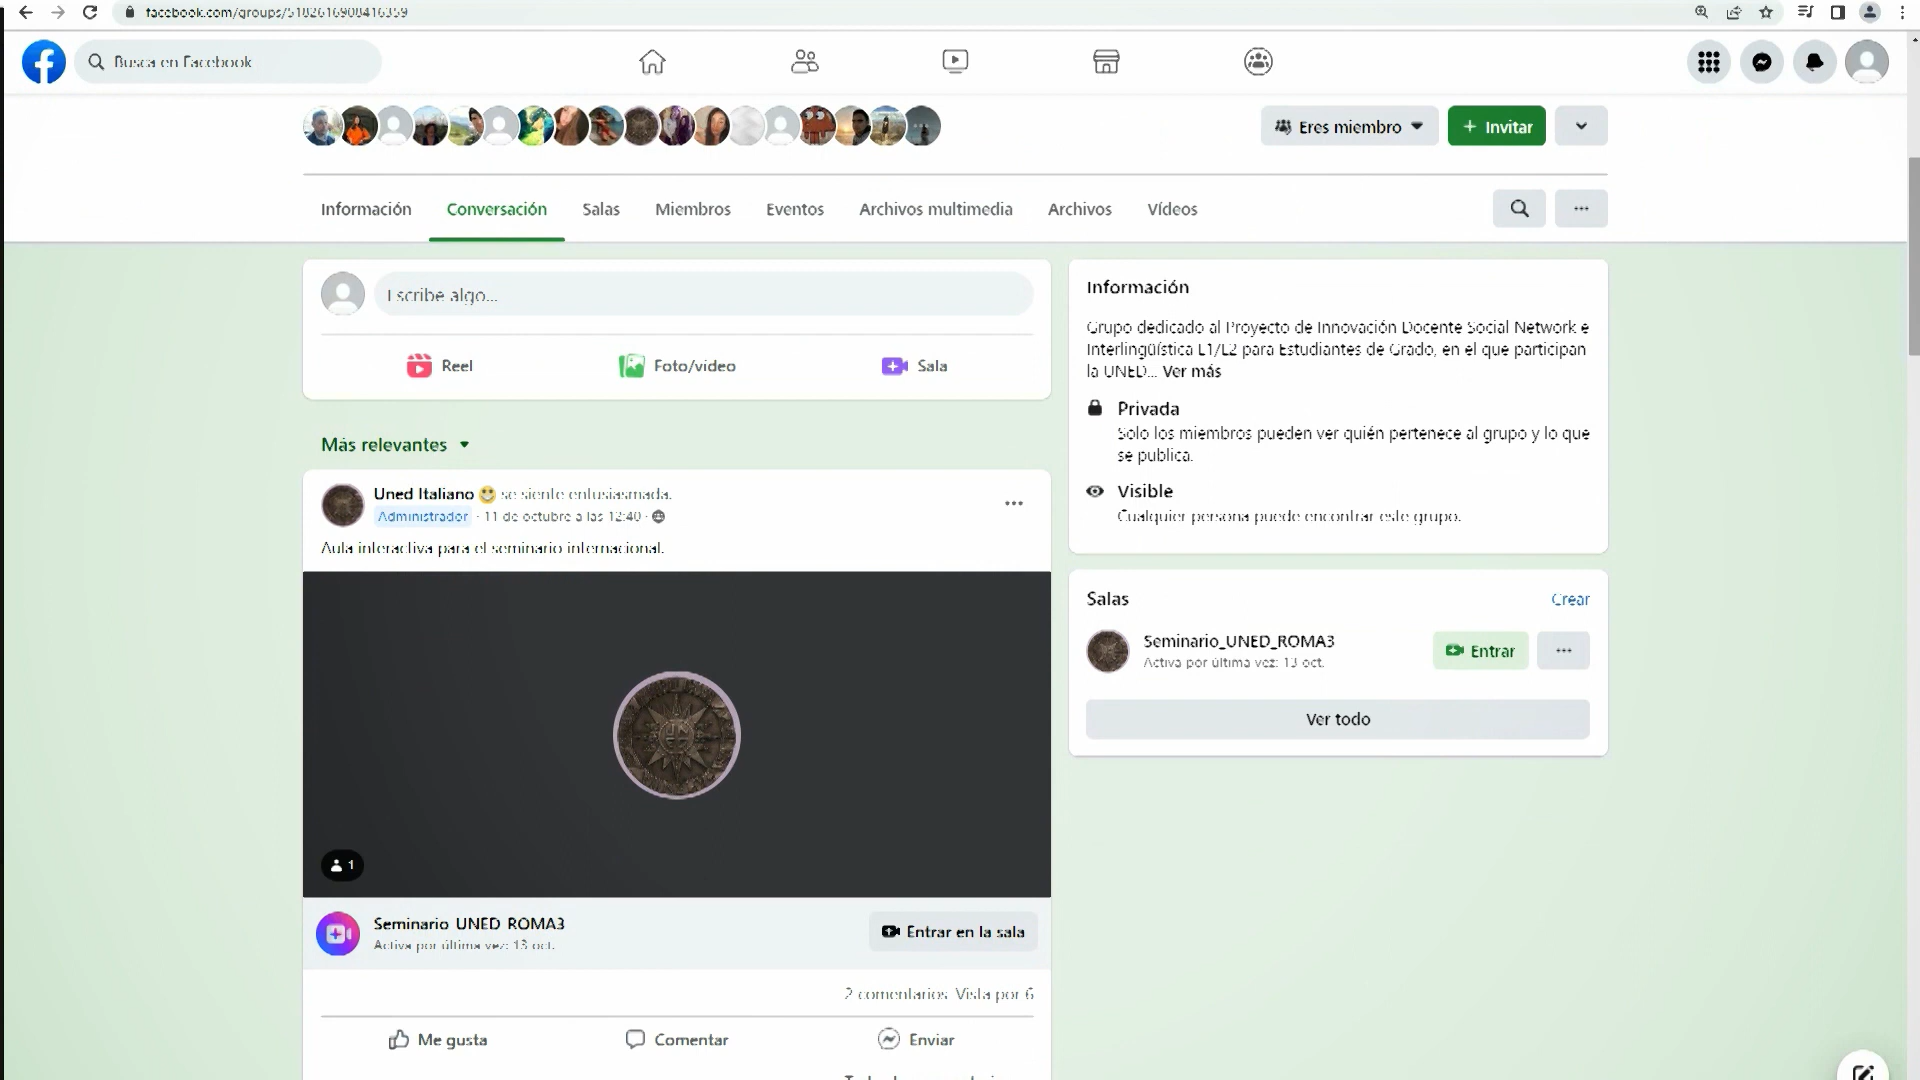 facebook.com/groups/5182616908416359
Busca en Facebook
Eres miembro
+ Invitar
Información Conversación Salas Miembros Eventos Archivos multimedia Archivos Vídeos
Escribe algo...
Reel Foto/video Sala
Más relevantes
Uned Italiano se siente entusiasmada.
Administrador · 11 de octubre a las 12:40 ·
Aula interactiva para el seminario internacional.
1
Seminario_UNED_ROMA3
Activa por última vez: 13 oct.
Entrar en la sala
2 comentarios Vista por 6
Me gusta Comentar Enviar
Información
Grupo dedicado al Proyecto de Innovación Docente Social Network e
Interlingüística L1/L2 para Estudiantes de Grado, en el que participan
la UNED... Ver más
Privada
Solo los miembros pueden ver quién pertenece al grupo y lo que
se publica.
Visible
Cualquier persona puede encontrar este grupo.
Salas
Crear
Seminario_UNED_ROMA3
Activa por última vez: 13 oct.
Entrar
Ver todo